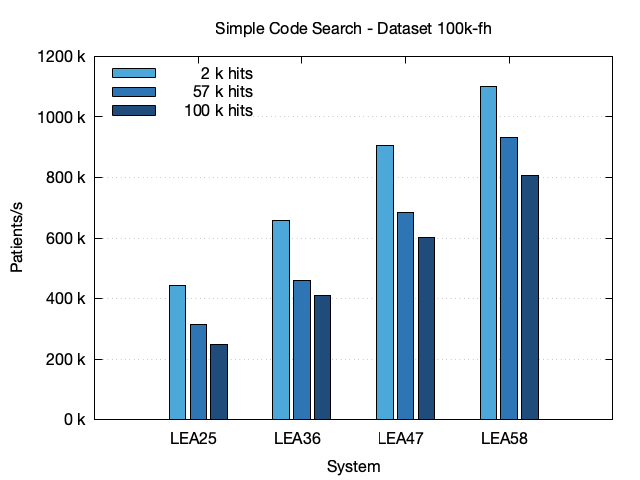 Simple Code Search - Dataset 100k-fh
1200 k
1000 k
800 k
600 k
400 k
200 k
0 k
Patients/s
2 k hits
57 k hits
100 k hits
LEA25 LEA36 LEA47 LEA58
System